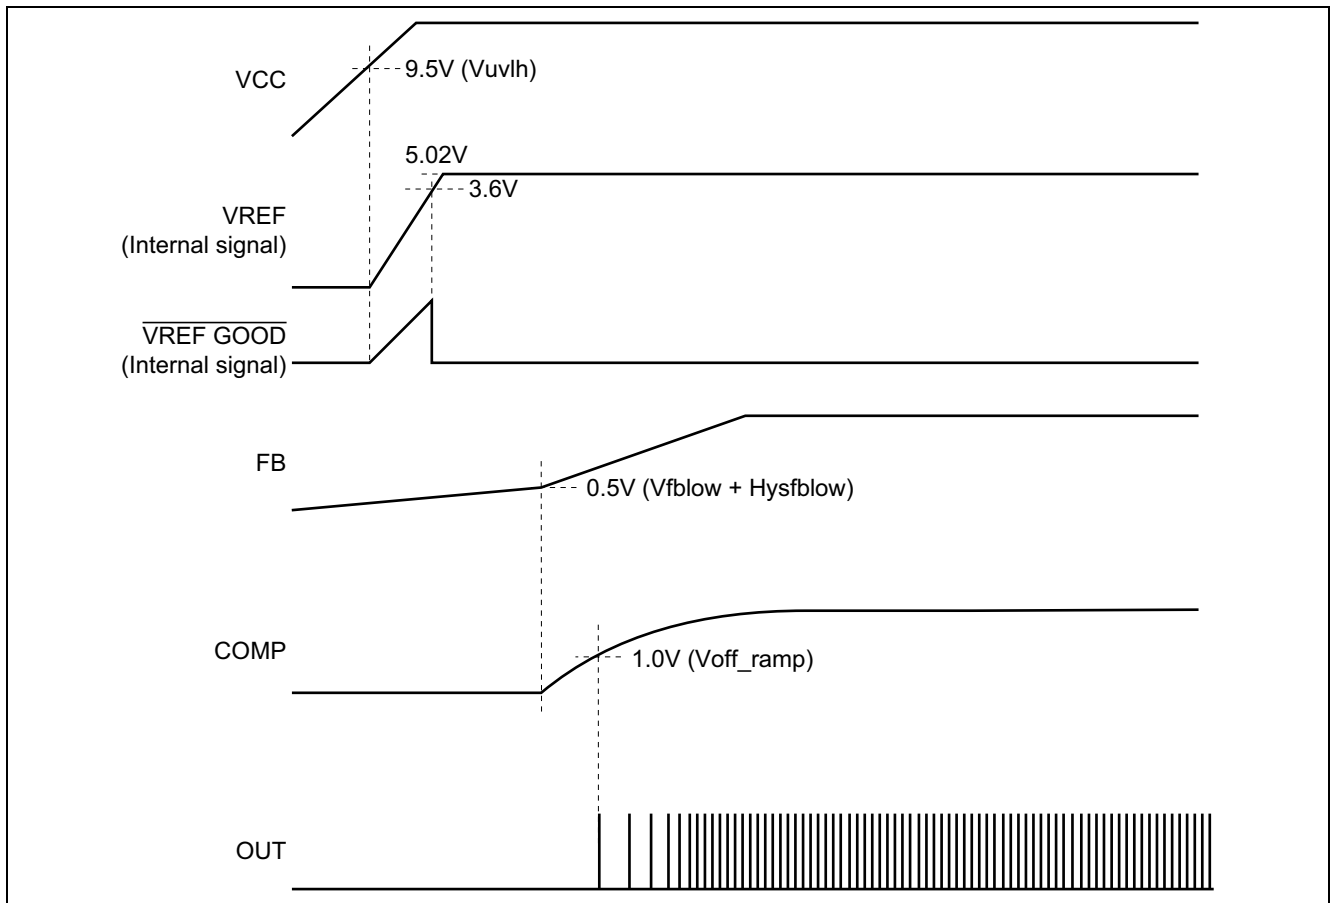 VCC
9.5V (Vuvlh)
5.02V
3.6V
VREF
(Internal signal)
VREF GOOD
(Internal signal)
FB
0.5V (Vfblow + Hysfblow)
COMP
1.0V (Voff_ramp)
OUT